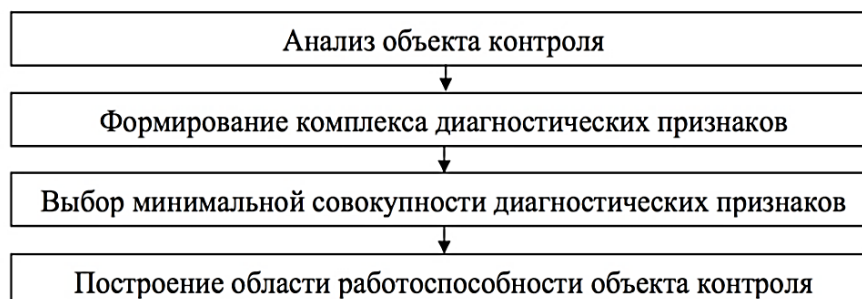 Анализ объекта контроля
Формирование комплекса диагностических признаков
Выбор минимальной совокупности диагностических признаков
Построение области работоспособности объекта контроля